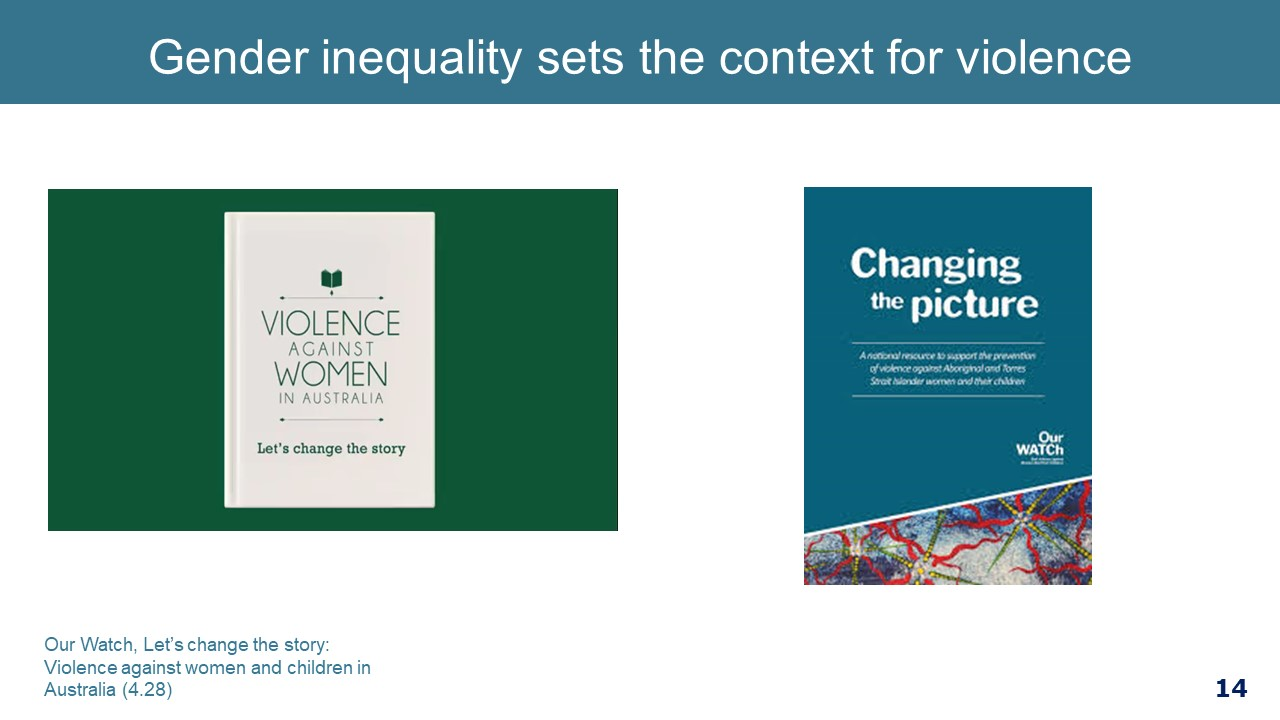 Gender inequality sets the context for violence
VIOLENCE
AGAINST
WOMEN
IN AUSTRALIA
Let's change the story
Changing
the picture
A national resource to support the prevention
of violence against Aboriginal and Torres
Strait Islander women and their children
Our
WATCh
Our Watch, Let’s change the story:
Violence against women and children in
Australia (4.28)
14